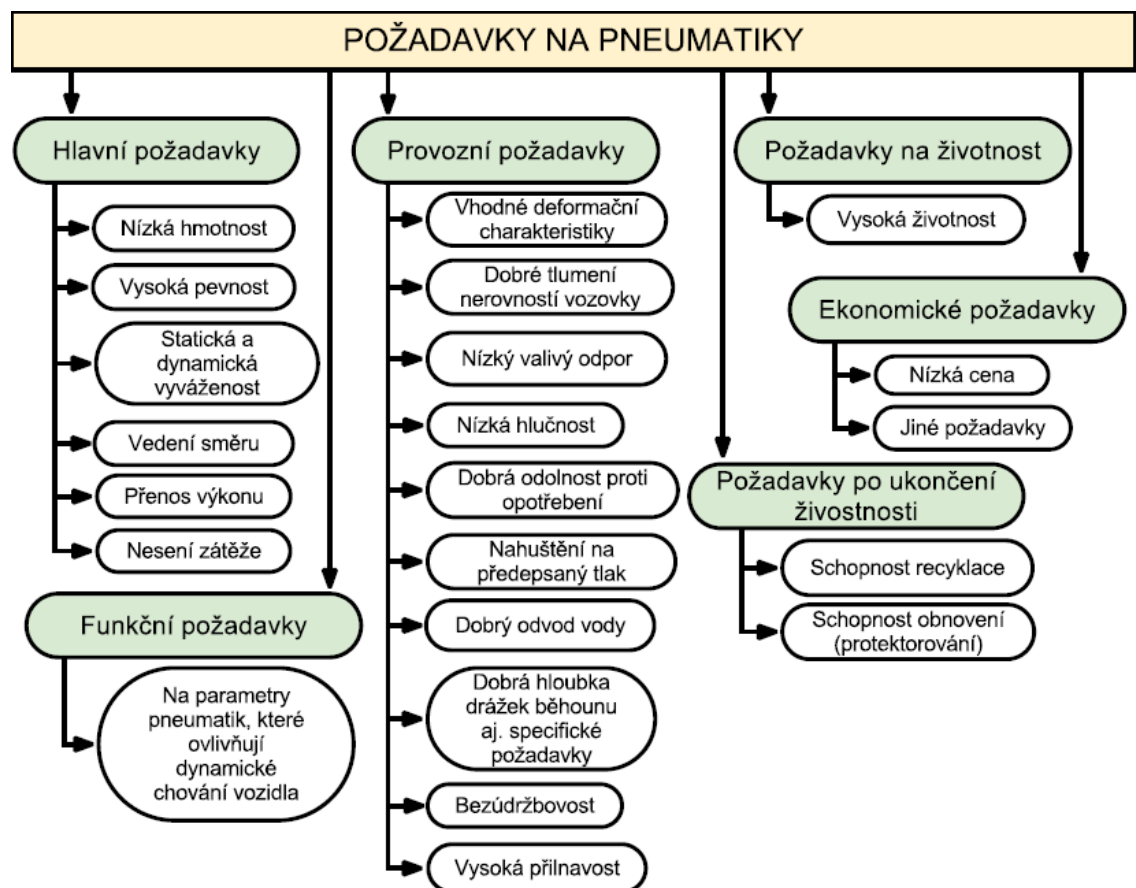 POŽADAVKY NA PNEUMATIKY
Hlavní požadavky
Nízká hmotnost
Vysoká pevnost
Statická a
dynamická
vyváženost
Vedení směru
Přenos výkonu
Nesení zátěže
Funkční požadavky
Na parametry
pneumatik, které
ovlivňují
dynamické
chování vozidla
Provozní požadavky
Vhodné deformační
charakteristiky
Dobré tlumení
nerovností vozovky
Nízký valivý odpor
Nízká hlučnost
Dobrá odolnost proti
opotřebení
Nahuštění na
předepsaný tlak
Dobrý odvod vody
Dobrá hloubka
drážek běhounu
aj. specifické
požadavky
Bezúdržbovost
Vysoká přilnavost
Požadavky na životnost
Vysoká životnost
Ekonomické požadavky
Nízká cena
Jiné požadavky
Požadavky po ukončení
živostnosti
Schopnost recyklace
Schopnost obnovení
(protektorování)